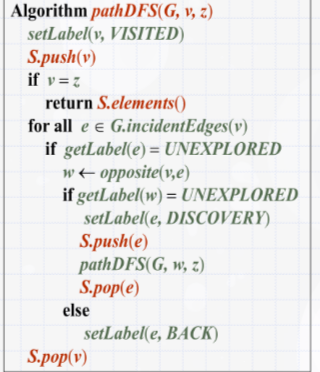 Algorithm pathDFS(G, v, z)
setLabel(v, VISITED)
S.push(v)
if v = z
return S.elements()
for all e ∈ G.incidentEdges(v)
if getLabel(e) = UNEXPLORED
w ← opposite(v,e)
if getLabel(w) = UNEXPLORED
setLabel(e, DISCOVERY)
S.push(e)
pathDFS(G, w, z)
S.pop(e)
else
setLabel(e, BACK)
S.pop(v)